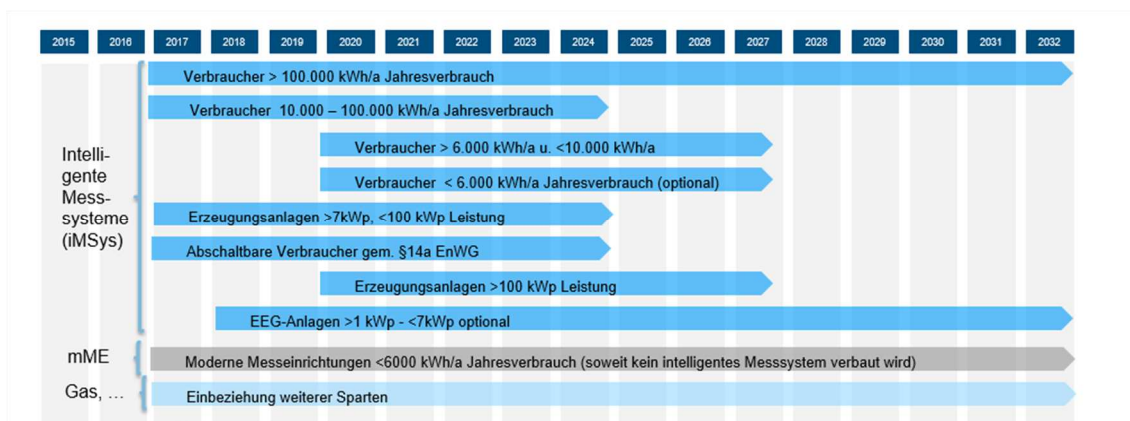 2015 2016 2017 2018 2019 2020 2021 2022 2023 2024 2025 2026 2027 2028 2029 2030 2031 2032
Verbraucher > 100.000 kWh/a Jahresverbrauch
Verbraucher 10.000 – 100.000 kWh/a Jahresverbrauch
Verbraucher > 6.000 kWh/a u. <10.000 kWh/a
Verbraucher < 6.000 kWh/a Jahresverbrauch (optional)
Erzeugungsanlagen >7kWp, <100 kWp Leistung
Abschaltbare Verbraucher gem. §14a EnWG
Erzeugungsanlagen >100 kWp Leistung
EEG-Anlagen >1 kWp - <7kWp optional
Intelli-
gente
Mess-
systeme
(iMSys)
mME
Moderne Messeinrichtungen <6000 kWh/a Jahresverbrauch (soweit kein intelligentes Messsystem verbaut wird)
Gas, …
Einbeziehung weiterer Sparten